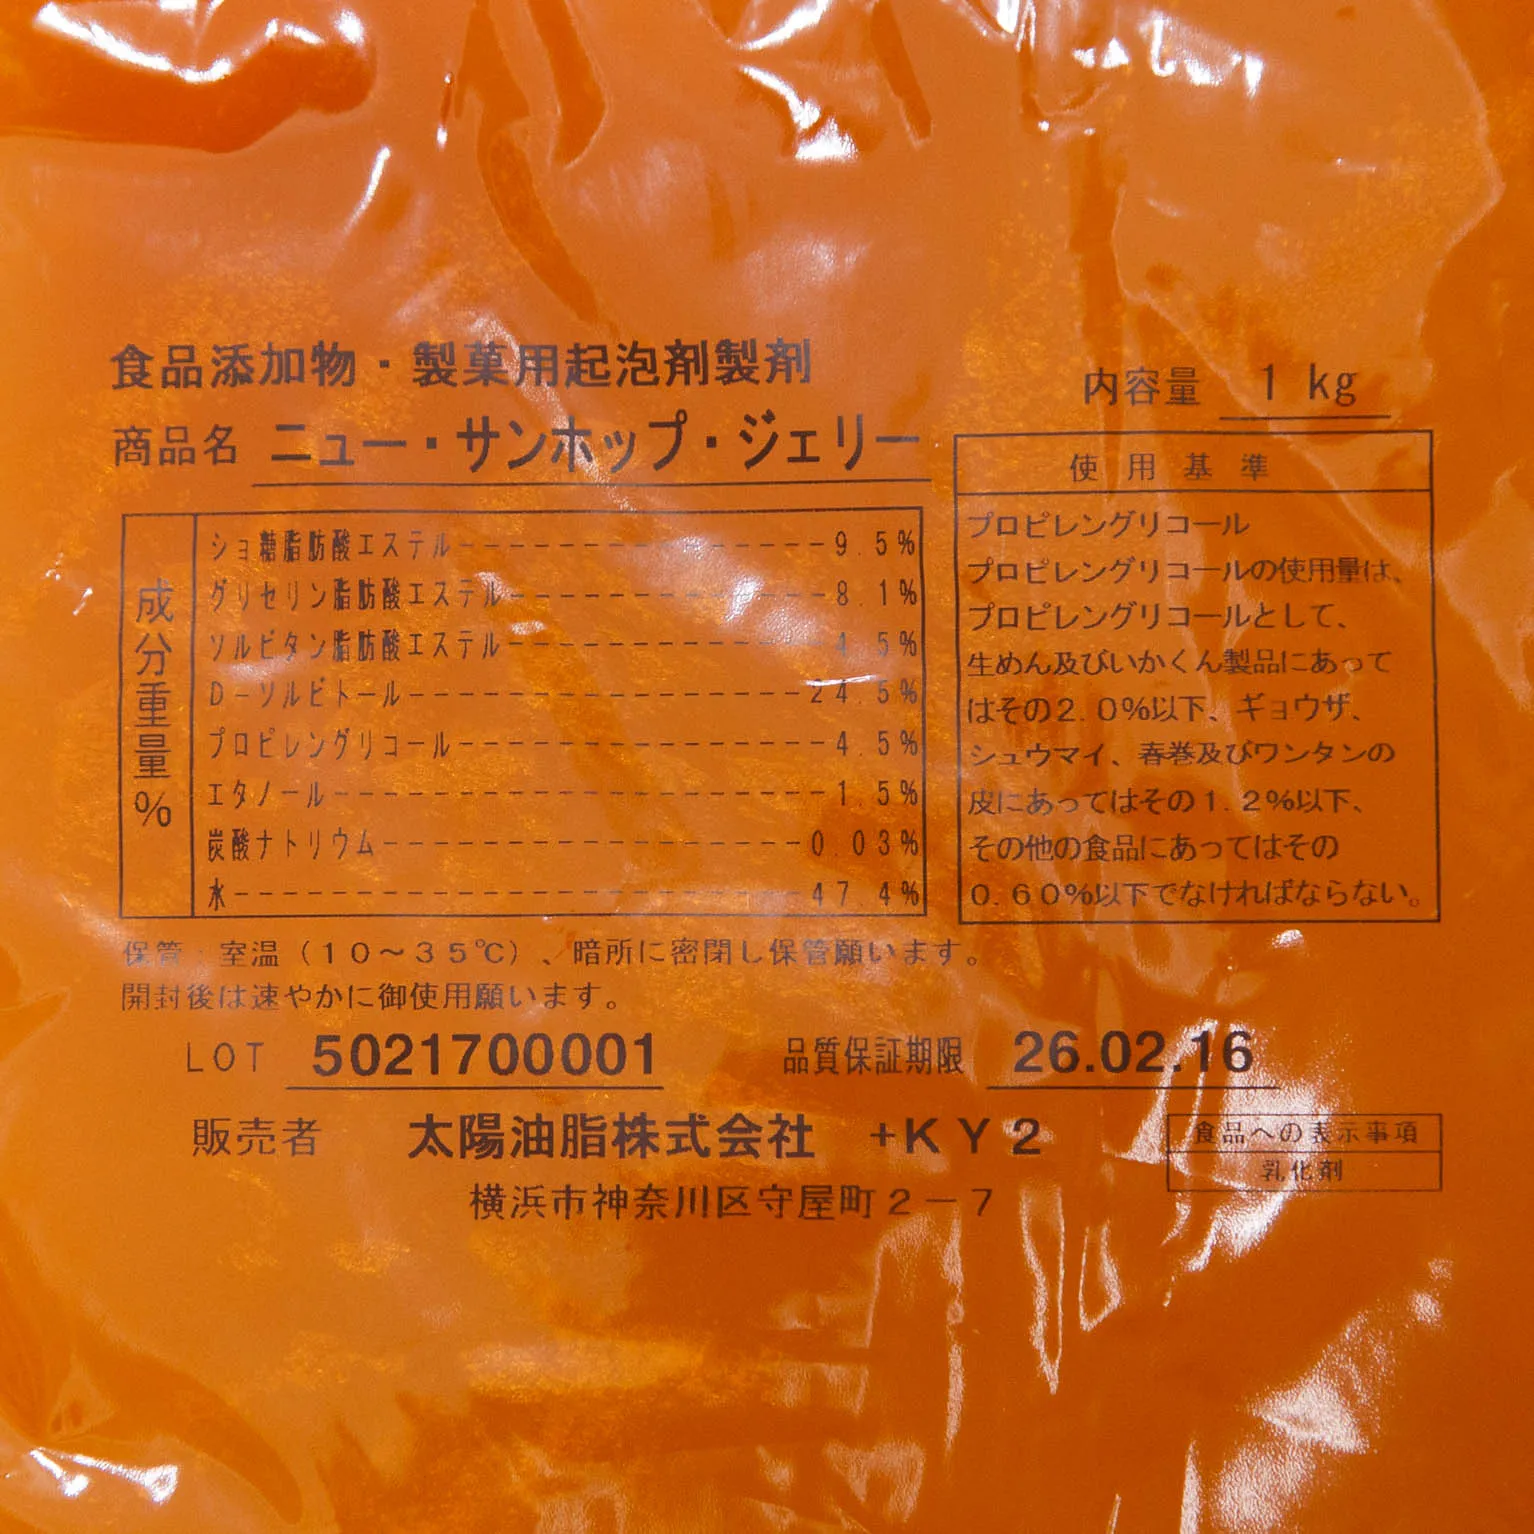 食品添加物・製菓用起泡剤製剤
内容量 1 kg
商品名 ニュー・サンホップ・ジェリー
成分重量%
ショ糖脂肪酸エステル---------------9.5%
グリセリン脂肪酸エステル-------------8.1%
ソルビタン脂肪酸エステル-------------4.5%
D-ソルビトール----------------24.5%
プロピレングリコール---------------4.5%
エタノール--------------------1.5%
炭酸ナトリウム-----------------0.03%
水-----------------------47.4%
使用基準
プロピレングリコール
プロピレングリコールの使用量は、
プロピレングリコールとして、
生めん及びいかくん製品にあって
はその2.0%以下、ギョウザ、
シュウマイ、春巻及びワンタンの
皮にあってはその1.2%以下、
その他の食品にあってはその
0.60%以下でなければならない。
保管:室温(10~35℃)、暗所に密閉し保管願います。
開封後は速やかに御使用願います。
LOT 5021700001 品質保証期限 26.02.16
販売者 太陽油脂株式会社 +KY2
横浜市神奈川区守屋町2-7
食品への表示事項
乳化剤